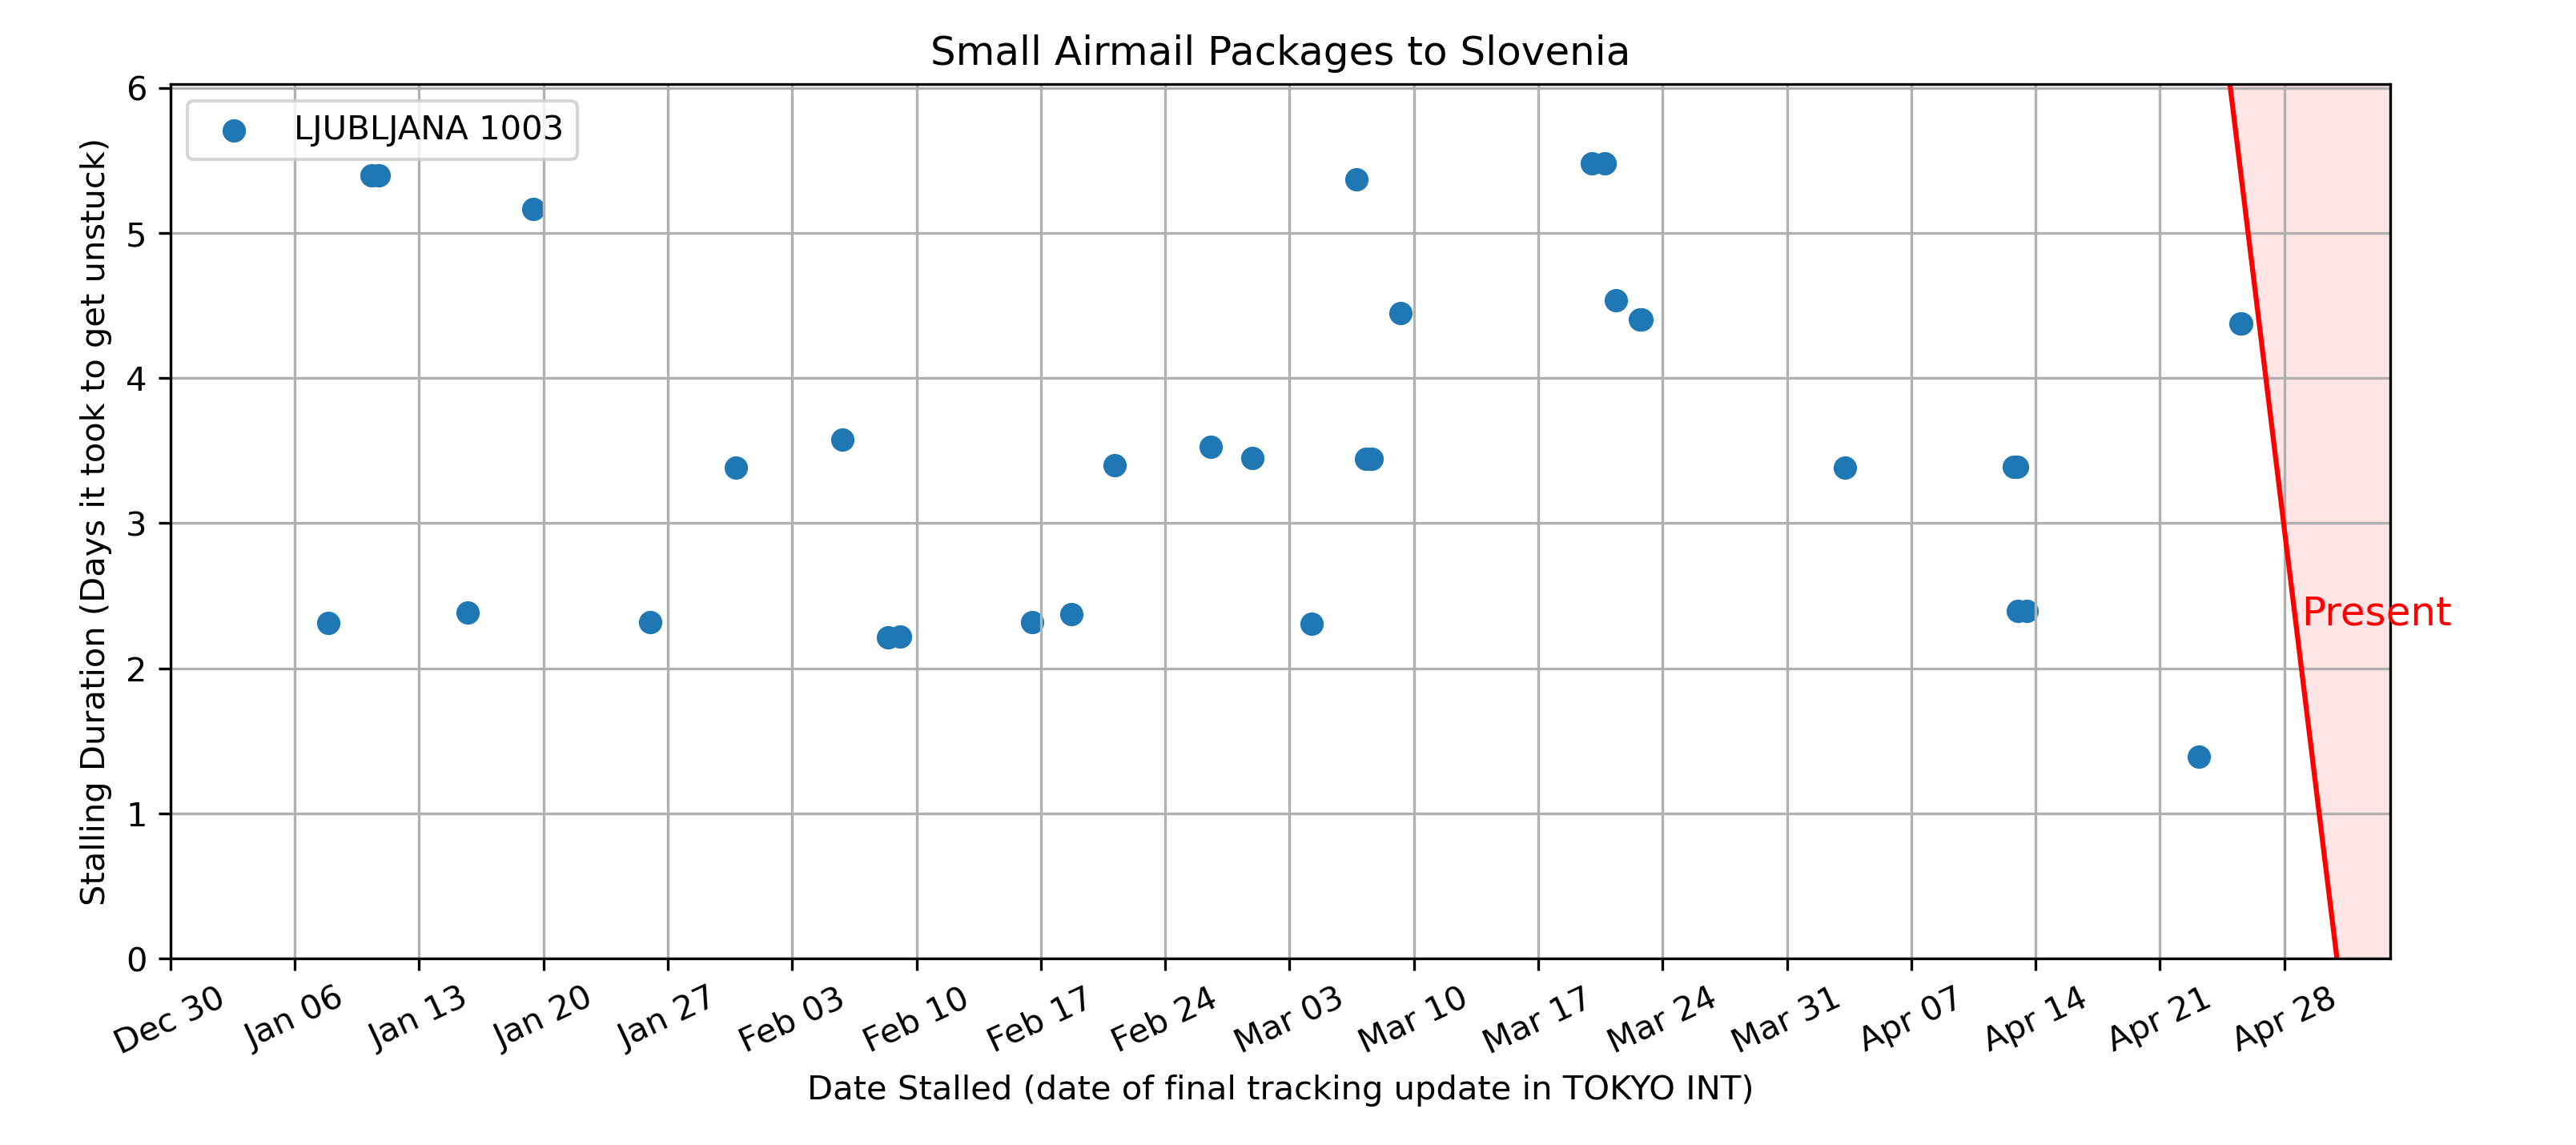 Small Airmail Packages to Slovenia
LJUBLJANA 1003
Stalling Duration (Days it took to get unstuck)
6
5
4
3
2
1
0
Present
Dec 30
Jan 06
Jan 13
Jan 20
Jan 27
Feb 03
Feb 10
Feb 17
Feb 24
Mar 03
Mar 10
Mar 17
Mar 24
Mar 31
Apr 07
Apr 14
Apr 21
Apr 28
Date Stalled (date of final tracking update in TOKYO INT)